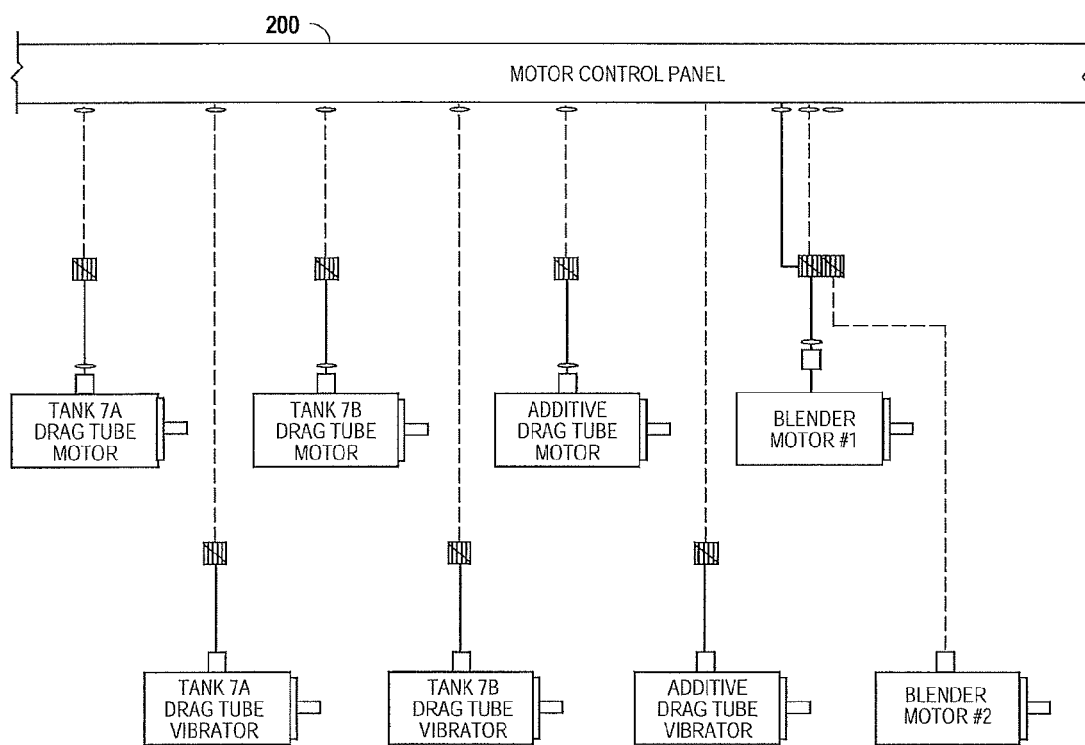 200
MOTOR CONTROL PANEL
TANK 7A
DRAG TUBE
MOTOR
TANK 7B
DRAG TUBE
MOTOR
ADDITIVE
DRAG TUBE
MOTOR
BLENDER
MOTOR #1
TANK 7A
DRAG TUBE
VIBRATOR
TANK 7B
DRAG TUBE
VIBRATOR
ADDITIVE
DRAG TUBE
VIBRATOR
BLENDER
MOTOR #2